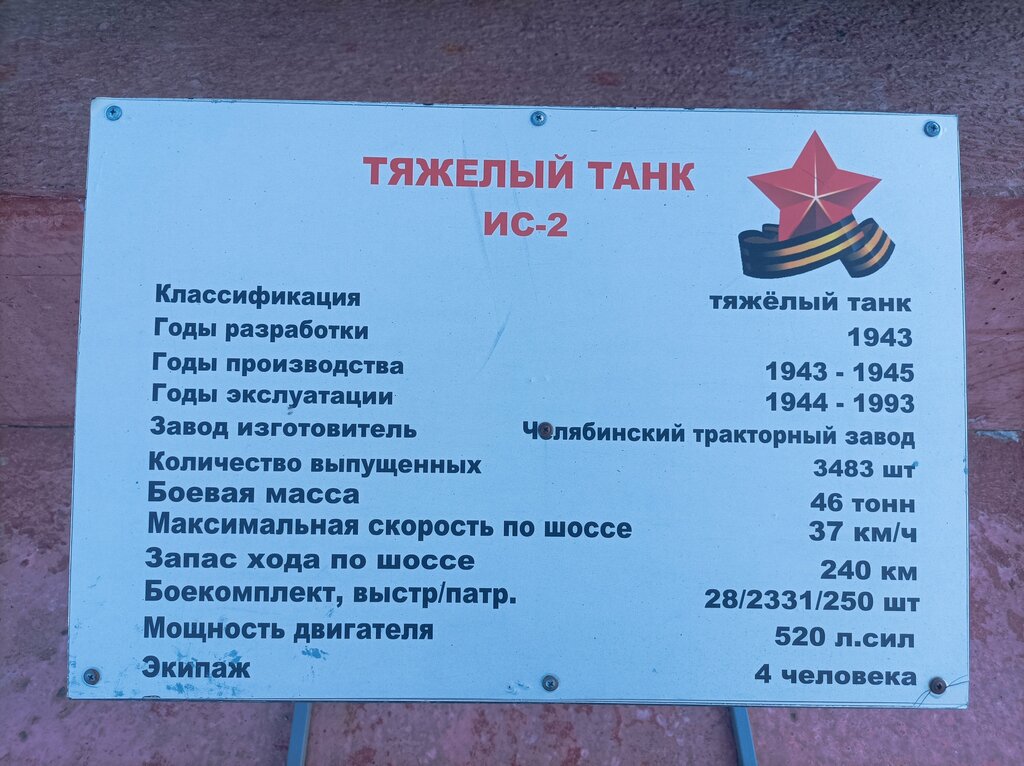 ТЯЖЕЛЫЙ ТАНК
ИС-2
Классификация тяжёлый танк
Годы разработки 1943
Годы производства 1943 - 1945
Годы экслуатации 1944 - 1993
Завод изготовитель Челябинский тракторный завод
Количество выпущенных 3483 шт
Боевая масса 46 тонн
Максимальная скорость по шоссе 37 км/ч
Запас хода по шоссе 240 км
Боекомплект, выстр/патр. 28/2331/250 шт
Мощность двигателя 520 л.сил
Экипаж 4 человека